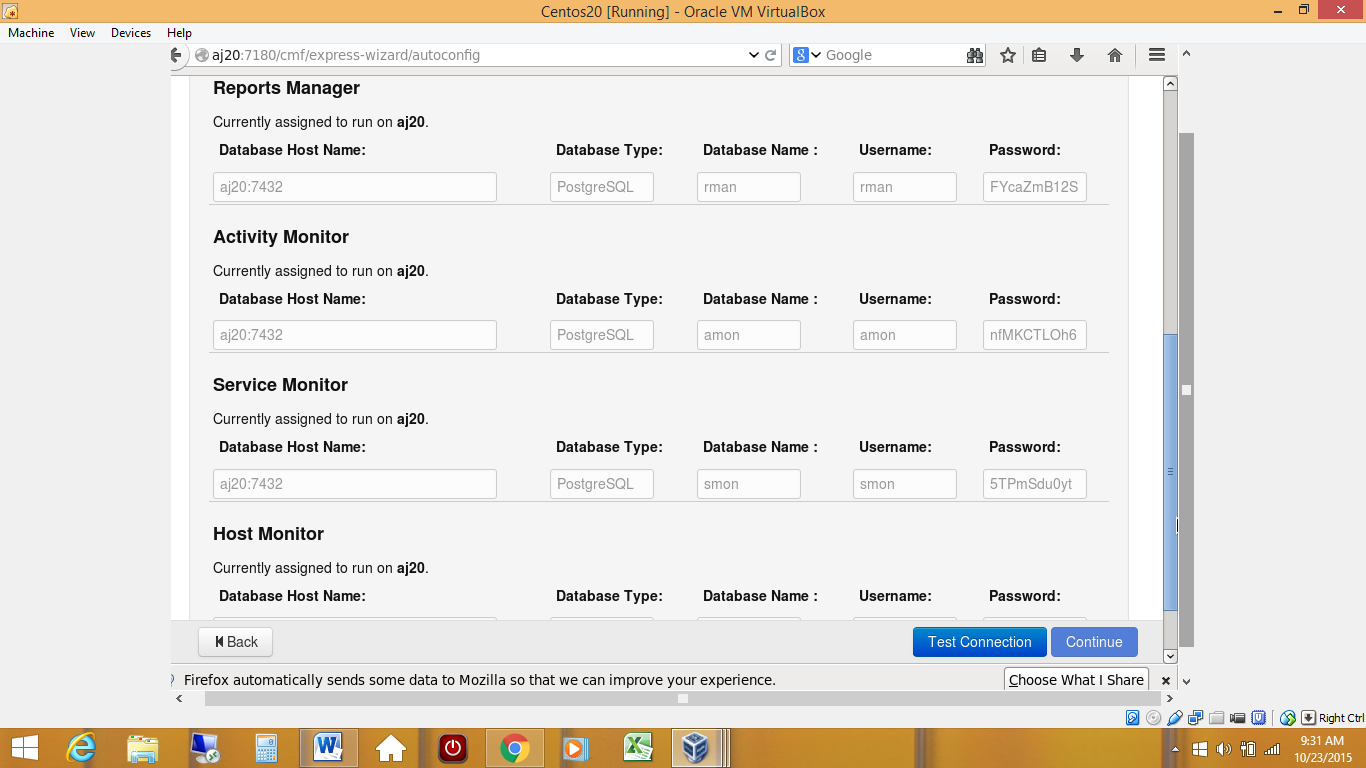 Centos20 [Running] - Oracle VM VirtualBox
Machine View Devices Help
aj20:7180/cmf/express-wizard/autoconfig
8 Google
Reports Manager
Currently assigned to run on aj20.
Database Host Name: Database Type: Database Name : Username: Password:
aj20:7432 PostgreSQL rman rman FYcaZmB12S
Activity Monitor
Currently assigned to run on aj20.
Database Host Name: Database Type: Database Name : Username: Password:
aj20:7432 PostgreSQL amon amon nfMKCTLOh6
Service Monitor
Currently assigned to run on aj20.
Database Host Name: Database Type: Database Name : Username: Password:
aj20:7432 PostgreSQL smon smon 5TPmSdu0yt
Host Monitor
Currently assigned to run on aj20.
Database Host Name: Database Type: Database Name : Username: Password:
Back Test Connection Continue
Firefox automatically sends some data to Mozilla so that we can improve your experience. Choose What I Share
Right Ctrl
9:31 AM
10/23/2015